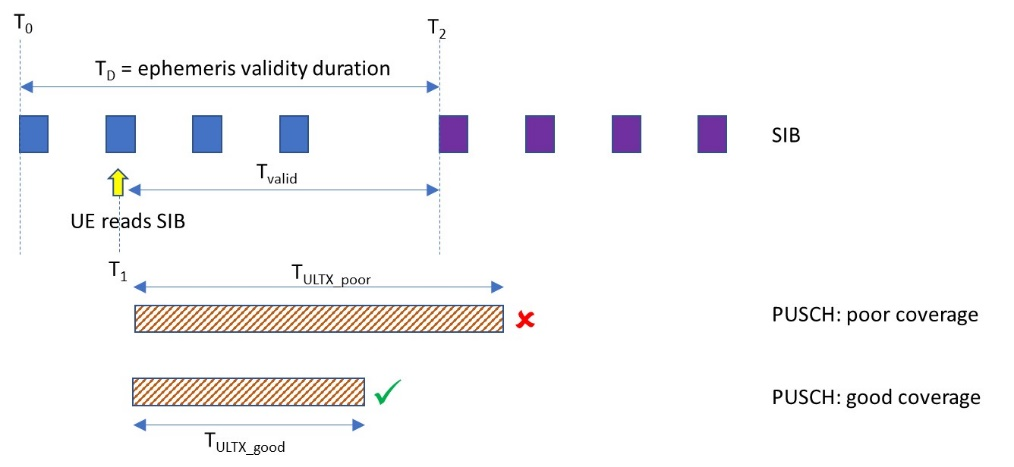 T0
T2
TD = ephemeris validity duration
SIB
Tvalid
UE reads SIB
T1
TULTX_poor
PUSCH: poor coverage
PUSCH: good coverage
TULTX_good